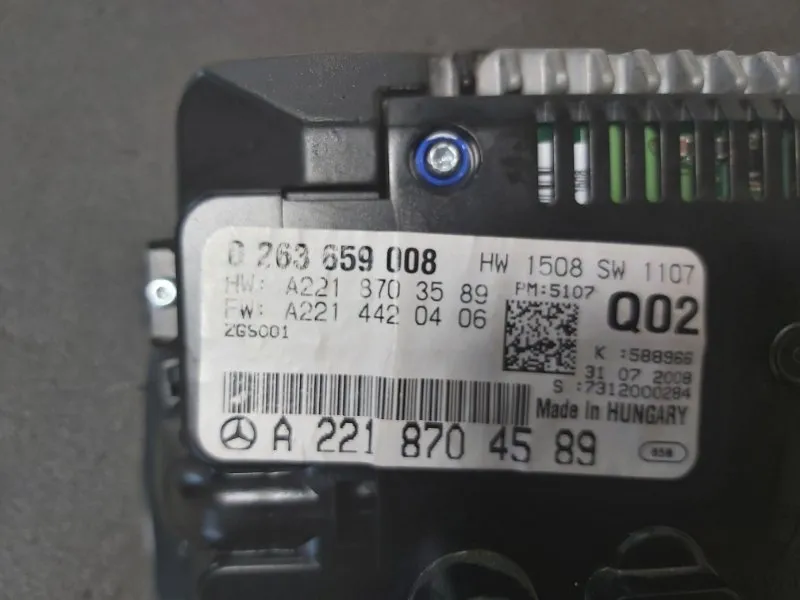 0 263 659 008 HW 1508 SW 1107
HW: A221 870 35 89 PM:5107
FW: A221 442 04 06 Q02
2GSC01
K :588966
31 07 2008
S :7312000284
Made in HUNGARY
A 221 870 45 89